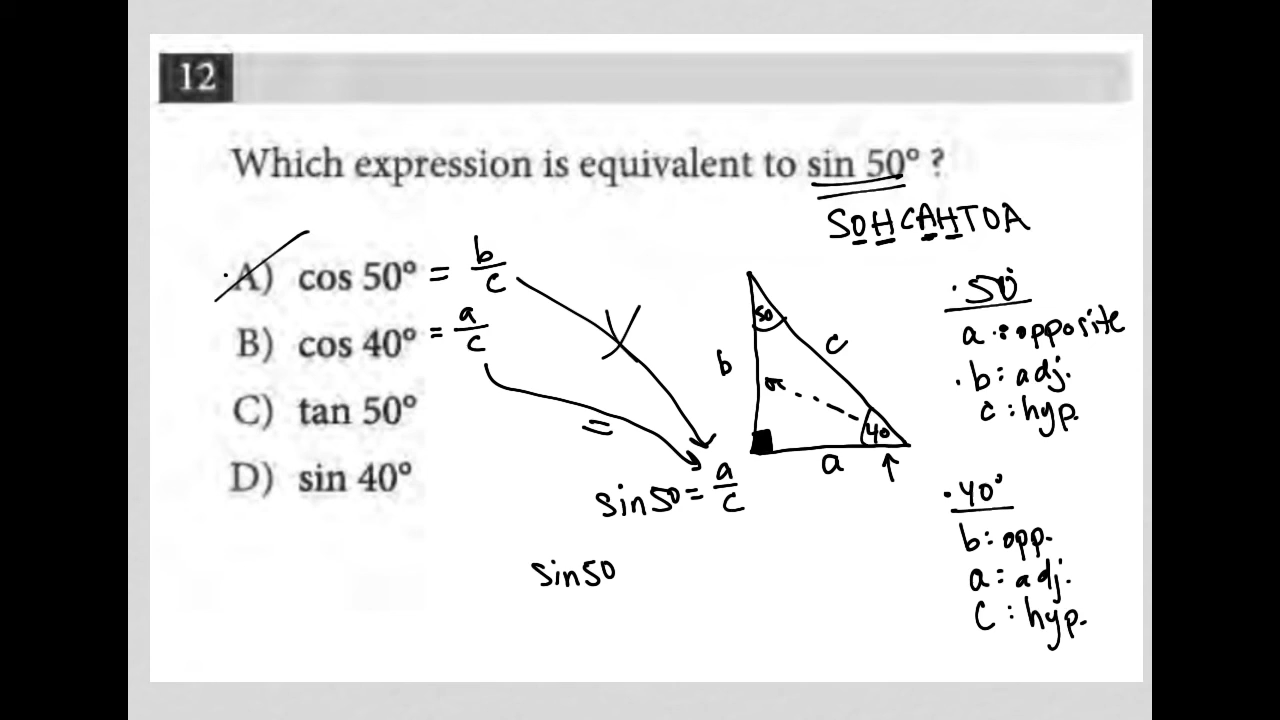 12
Which expression is equivalent to sin 50° ?
SOHCAHTOA
A) cos 50° = b/c
B) cos 40° = a/c
C) tan 50°
D) sin 40°
=
sin50 = a/c
sin50
50
b
c
40
a
. 50°
a : opposite
. b : adj.
c : hyp.
. 40°
b : opp.
a : adj.
C : hyp.